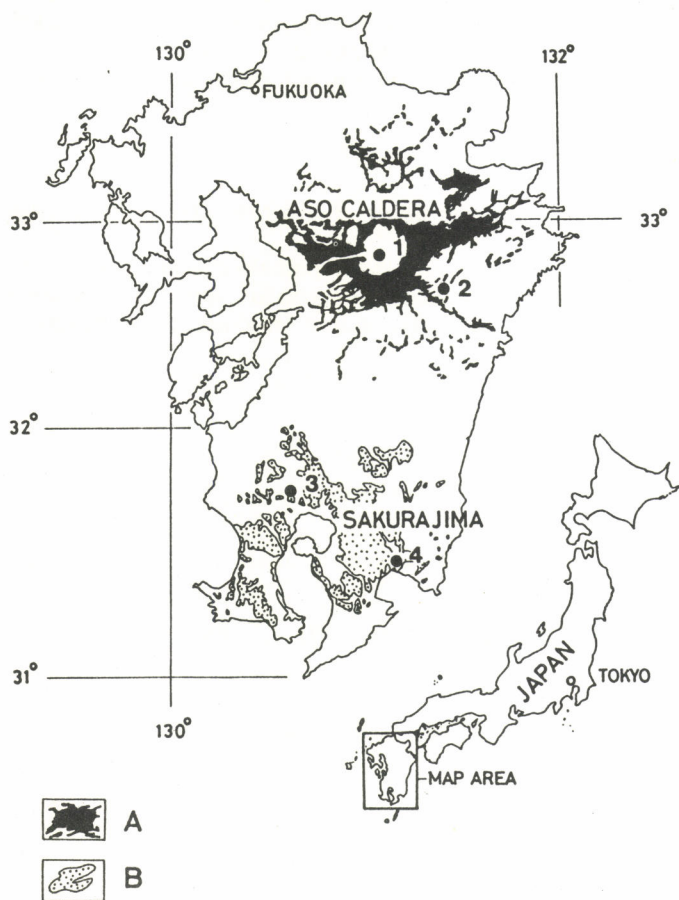 130°
132°
FUKUOKA
33°
ASO CALDERA
33°
1
2
32°
3
SAKURAJIMA
4
31°
JAPAN
TOKYO
130°
MAP AREA
A
B